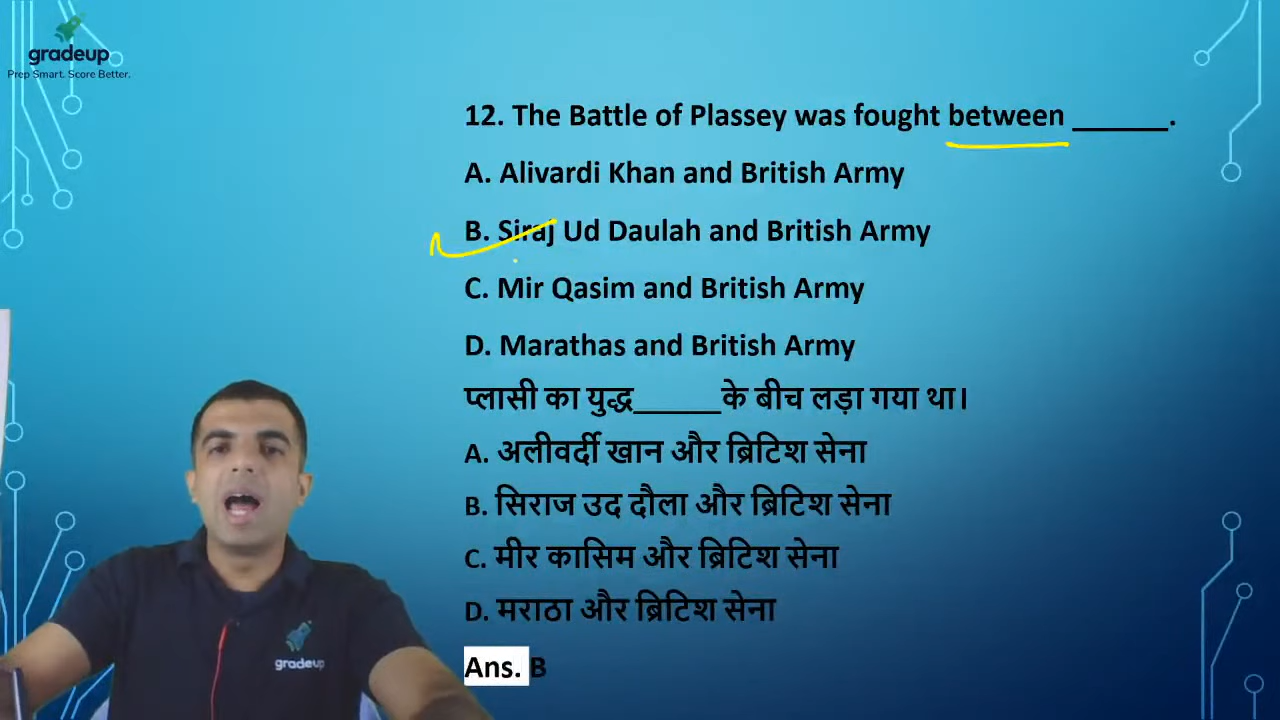 gradeup
Prep Smart. Score Better.
12. The Battle of Plassey was fought between ______.
A. Alivardi Khan and British Army
B. Siraj Ud Daulah and British Army
C. Mir Qasim and British Army
D. Marathas and British Army
प्लासी का युद्ध_____के बीच लड़ा गया था।
A. अलीवर्दी खान और ब्रिटिश सेना
B. सिराज उद दौला और ब्रिटिश सेना
C. मीर कासिम और ब्रिटिश सेना
D. मराठा और ब्रिटिश सेना
gradeup
Ans. B